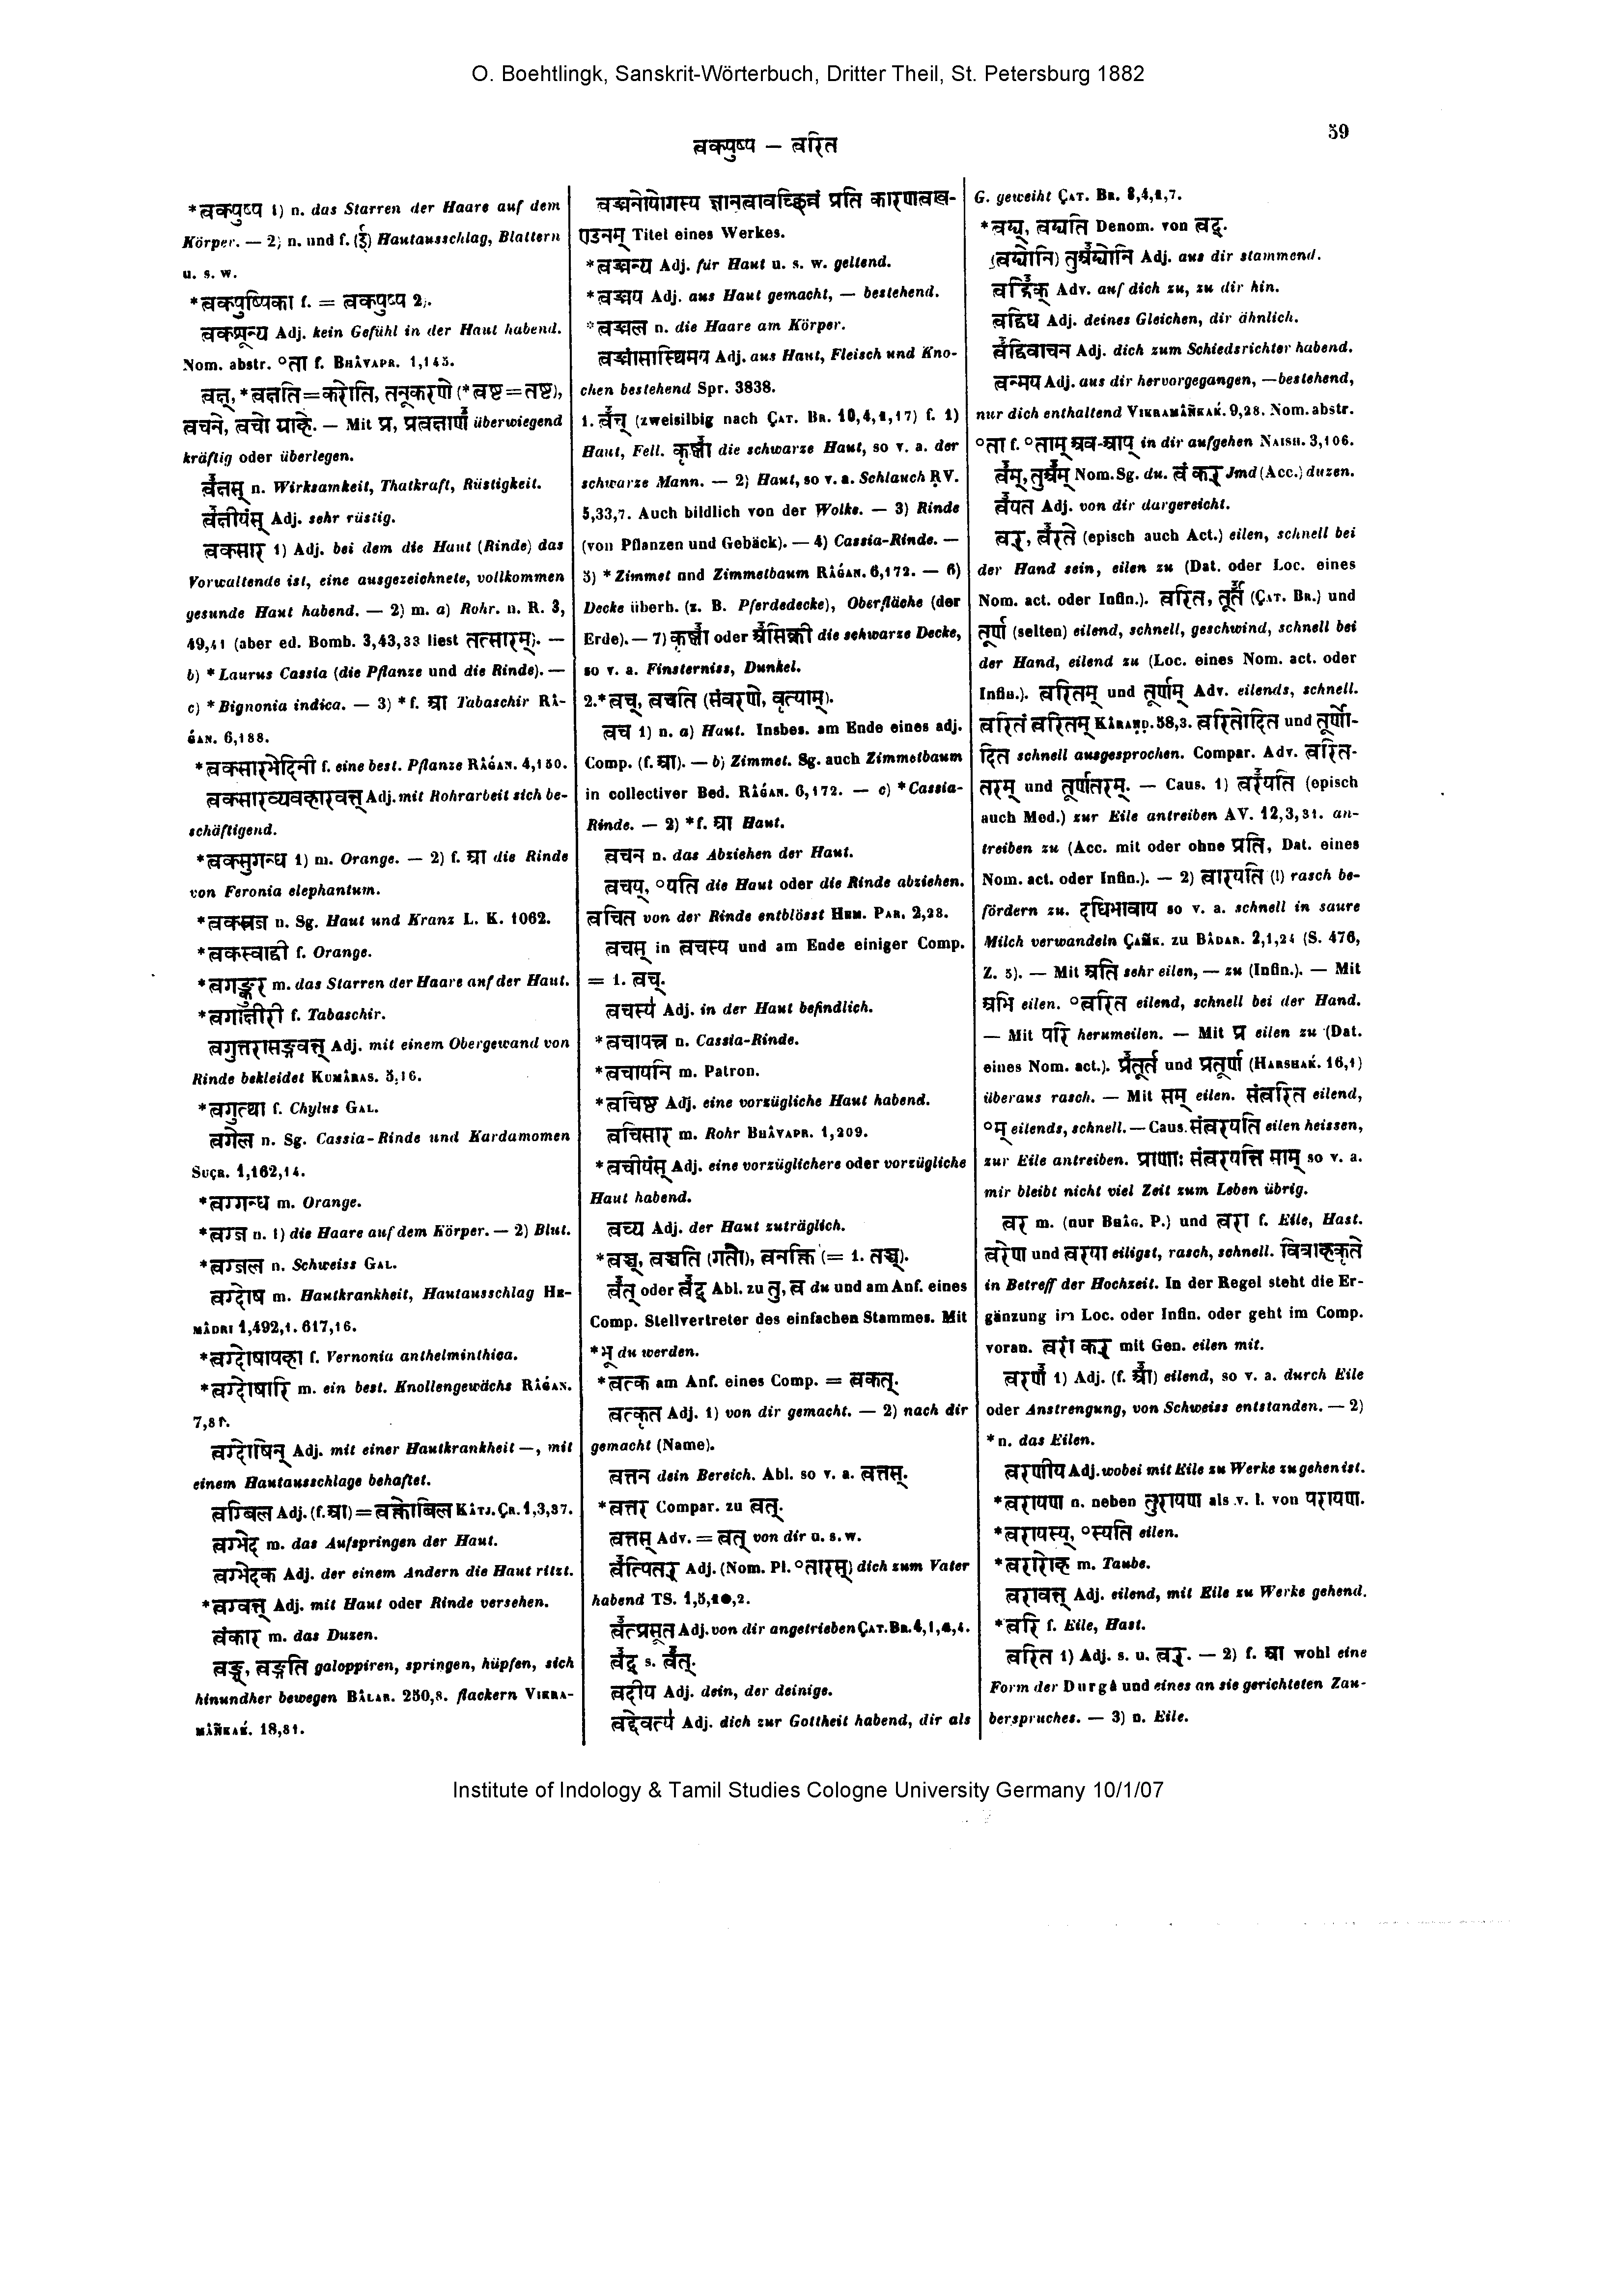 O. Boehtlingk, Sanskrit-Wörterbuch, Dritter Theil, St. Petersburg 1882
59
त्वक्पुष्प — त्वरित
*त्वक्पुष्प 1) n. das Starren der Haare auf dem
Körper. — 2) n. und f. (ई) Hautausschlag, Blattern
u. s. w.
*त्वक्पुष्पिका f. = त्वक्पुष्प 2).
त्वक्शून्य Adj. kein Gefühl in der Haut habend.
Nom. abstr. °ता f. BHÂVAPR. 1,145.
त्वक्ष्, *त्वक्षति = करोति, तनूकरणे (*त्वष्ट = तष्ट),
त्वचने, त्वचो ग्राहे. — Mit प्र, प्रत्वक्षाणँ überwiegend
kräftig oder überlegen.
त्वँक्षस् n. Wirksamkeit, Thatkraft, Rüstigkeit.
त्वँक्षीयंस् Adj. sehr rüstig.
त्वक्सार 1) Adj. bei dem die Haut (Rinde) das
Vorwaltende ist, eine ausgezeichnete, vollkommen
gesunde Haut habend. — 2) m. a) Rohr. n. R. 3,
49,41 (aber ed. Bomb. 3,43,33 liest तत्सारम्). —
b) *Laurus Cassia (die Pflanze und die Rinde). —
c) *Bignonia indica. — 3) *f. आ Tabaschir RÂ-
ǴAN. 6,188.
*त्वक्सारभेदिनी f. eine best. Pflanze RÂǴAN. 4,150.
त्वक्सारव्यवहारवत् Adj. mit Rohrarbeit sich be-
schäftigend.
*त्वक्सुगन्ध 1) m. Orange. — 2) f. आ die Rinde
von Feronia elephantum.
*त्वक्स्रज n. Sg. Haut und Kranz L. K. 1062.
*त्वक्स्वाद्वी f. Orange.
*त्वगङ्कुर m. das Starren der Haare auf der Haut.
*त्वगाक्षीरी f. Tabaschir.
त्वगुत्तरासङ्गवत् Adj. mit einem Obergewand von
Rinde bekleidet KUMÂRAS. 5,16.
*त्वगुत्था f. Chylus GAL.
त्वगेल n. Sg. Cassia-Rinde und Kardamomen
SUÇR. 1,162,14.
*त्वग्गन्ध m. Orange.
*त्वग्ज n. 1) die Haare auf dem Körper. — 2) Blut.
*त्वग्जल n. Schweiss GAL.
त्वग्दोष m. Hautkrankheit, Hautausschlag HE-
MÂDRI 1,492,1. 617,16.
*त्वग्दोषापहा f. Vernonia anthelminthica.
*त्वग्दोषारि m. ein best. Knollengewächs RÂǴAN.
7,8f.
त्वग्दोषिन् Adj. mit einer Hautkrankheit —, mit
einem Hautausschlage behaftet.
त्वग्बिल Adj. (f. आ) = त्वक्तोबिल KÂTJ. ÇR. 1,3,37.
त्वग्भेद m. das Aufspringen der Haut.
त्वग्भेदक Adj. der einem Andern die Haut ritzt.
*त्वग्वत् Adj. mit Haut oder Rinde versehen.
त्वंकार m. das Duzen.
त्वङ्ग्, त्वङ्गति galoppiren, springen, hüpfen, sich
hinundher bewegen BÂLAR. 250,8. flackern VIKRA-
MÂÑKAḰ. 18,81.
त्वङ्मनोयोगस्य ज्ञानत्वावच्छिन्नं प्रति कारणत्वख-
ण्डनम् Titel eines Werkes.
*त्वङ्मन्य Adj. für Haut u. s. w. geltend.
*त्वङ्मय Adj. aus Haut gemacht, — bestehend.
*त्वङ्मल n. die Haare am Körper.
त्वङ्मांसास्थिमय Adj. aus Haut, Fleisch und Kno-
chen bestehend Spr. 3838.
1. त्वँच् (zweisilbig nach ÇAT. BR. 10,4,1,17) f. 1)
Haut, Fell. कृष्णाँ die schwarze Haut, so v. a. der
schwarze Mann. — 2) Haut, so v. a. Schlauch ṚV.
5,33,7. Auch bildlich von der Wolke. — 3) Rinde
(von Pflanzen und Gebäck). — 4) Cassia-Rinde. —
5) *Zimmet und Zimmetbaum RÂǴAN. 6,172. — 6)
Decke überh. (z. B. Pferdedecke), Oberfläche (der
Erde). — 7) कृष्णाँ oder अँसिक्नी die schwarze Decke,
so v. a. Finsterniss, Dunkel.
2.*त्वच्, त्वचति (संवरणे, वृत्याम्).
त्वच 1) n. a) Haut. Insbes. am Ende eines adj.
Comp. (f. आ). — b) Zimmet. Sg. auch Zimmetbaum
in collectiver Bed. RÂǴAN. 6,172. — c) *Cassia-
Rinde. — 2) *f. आ Haut.
त्वचन n. das Abziehen der Haut.
त्वचय्, °यति die Haut oder die Rinde abziehen.
त्वचित von der Rinde entblösst HEM. PAR. 2,28.
त्वचस् in त्वचस्य und am Ende einiger Comp.
= 1. त्वच्.
त्वचस्यँ Adj. in der Haut befindlich.
*त्वचापत्त्र n. Cassia-Rinde.
*त्वचायनि m. Patron.
*त्वचिष्ठ Adj. eine vorzügliche Haut habend.
त्वचिसार m. Rohr BHÂVAPR. 1,209.
*त्वचीयंस् Adj. eine vorzüglichere oder vorzügliche
Haut habend.
त्वच्य Adj. der Haut zuträglich.
*त्वञ्च्, त्वञ्चति (गतौ), त्वनक्ति (= 1. तञ्च्).
त्वँत् oder त्वँद् Abl. zu तु, त्व du und am Anf. eines
Comp. Stellvertreter des einfachen Stammes. Mit
*भू du werden.
*त्वत्क am Anf. eines Comp. = त्वकत्.
त्वत्कृत Adj. 1) von dir gemacht. — 2) nach dir
gemacht (Name).
त्वत्तन dein Bereich. Abl. so v. a. त्वत्तस्.
*त्वत्तर Compar. zu त्वत्.
त्वत्तस् Adv. = त्वत् von dir u. s. w.
त्वँत्पितर् Adj. (Nom. Pl. °तारस्) dich zum Vater
habend TS. 1,5,10,2.
त्वँत्प्रसूत Adj. von dir angetrieben ÇAT. BR. 4,1,4,4.
त्वँद् s. त्वँत्.
त्वदीय Adj. dein, der deinige.
त्वद्देवत्यँ Adj. dich zur Gottheit habend, dir als
G. geweiht ÇAT. BR. 8,4,1,7.
*त्वद्य्, त्वद्यति Denom. von त्वद्.
(त्वद्योनि) तुअँद्योनि Adj. aus dir stammend.
त्वद्रिँक् Adv. auf dich zu, zu dir hin.
त्वद्विध Adj. deines Gleichen, dir ähnlich.
त्वँद्विवाचन Adj. dich zum Schiedsrichter habend.
त्वन्मय Adj. aus dir hervorgegangen, — bestehend,
nur dich enthaltend VIKRAMÂÑKAḰ. 9,28. Nom. abstr.
°ता f. °ताम् अव-आप् in dir aufgehen NAISH. 3,106.
त्वँम्, तुअँम् Nom. Sg. du. त्वं कर् Jmd (Acc.) duzen.
त्वँयत Adj. von dir dargereicht.
त्वर्, त्वँरते (episch auch Act.) eilen, schnell bei
der Hand sein, eilen zu (Dat. oder Loc. eines
Nom. act. oder Infin.). त्वरित, तूर्तँ (ÇAT. BR.) und
तूर्ण (selten) eilend, schnell, geschwind, schnell bei
der Hand, eilend zu (Loc. eines Nom. act. oder
Infin.). त्वरितम् und तूर्णम् Adv. eilends, schnell.
त्वरितं त्वरितम् KÂRAṆḌ. 58,3. त्वरितोदित und तूर्णो-
दित schnell ausgesprochen. Compar. Adv. त्वरित-
तरम् und तूर्णतरम्. — Caus. 1) त्वरँयति (episch
auch Med.) zur Eile antreiben AV. 12,3,31. an-
treiben zu (Acc. mit oder ohne प्रति, Dat. eines
Nom. act. oder Infin.). — 2) त्वारयति (!) rasch be-
fördern zu. दधिभावाय so v. a. schnell in saure
Milch verwandeln ÇAṂK. zu BÂDAR. 2,1,24 (S. 476,
Z. 5). — Mit अति sehr eilen, — zu (Infin.). — Mit
अभि eilen. °त्वरित eilend, schnell bei der Hand.
— Mit परि herumeilen. — Mit प्र eilen zu (Dat.
eines Nom. act.). प्रँतूर्त und प्रतूर्ण (HARSHAḰ. 16,1)
überaus rasch. — Mit सम् eilen. संत्वरित eilend,
°म् eilends, schnell. — Caus. संत्वरयति eilen heissen,
zur Eile antreiben. प्राणाः संत्वरयन्ति माम् so v. a.
mir bleibt nicht viel Zeit zum Leben übrig.
त्वर m. (nur BHÂG. P.) und त्वरा f. Eile, Hast.
त्वरेण und त्वरया eiligst, rasch, schnell. विवाहकृते
in Betreff der Hochzeit. In der Regel steht die Er-
gänzung im Loc. oder Infin. oder geht im Comp.
voran. त्वरां कर् mit Gen. eilen mit.
त्वरणँ 1) Adj. (f. आँ) eilend, so v. a. durch Eile
oder Anstrengung, von Schweiss entstanden. — 2)
*n. das Eilen.
त्वरणीय Adj. wobei mit Eile zu Werke zu gehen ist.
*त्वरायण n. neben तुरायण als v. l. von परायण.
*त्वरायस्य्, °स्यति eilen.
*त्वरारोह m. Taube.
त्वरावत् Adj. eilend, mit Eile zu Werke gehend.
*त्वरि f. Eile, Hast.
त्वरित 1) Adj. s. u. त्वर्. — 2) f. आ wohl eine
Form der Durgâ und eines an sie gerichteten Zau-
berspruches. — 3) n. Eile.
Institute of Indology & Tamil Studies Cologne University Germany 10/1/07